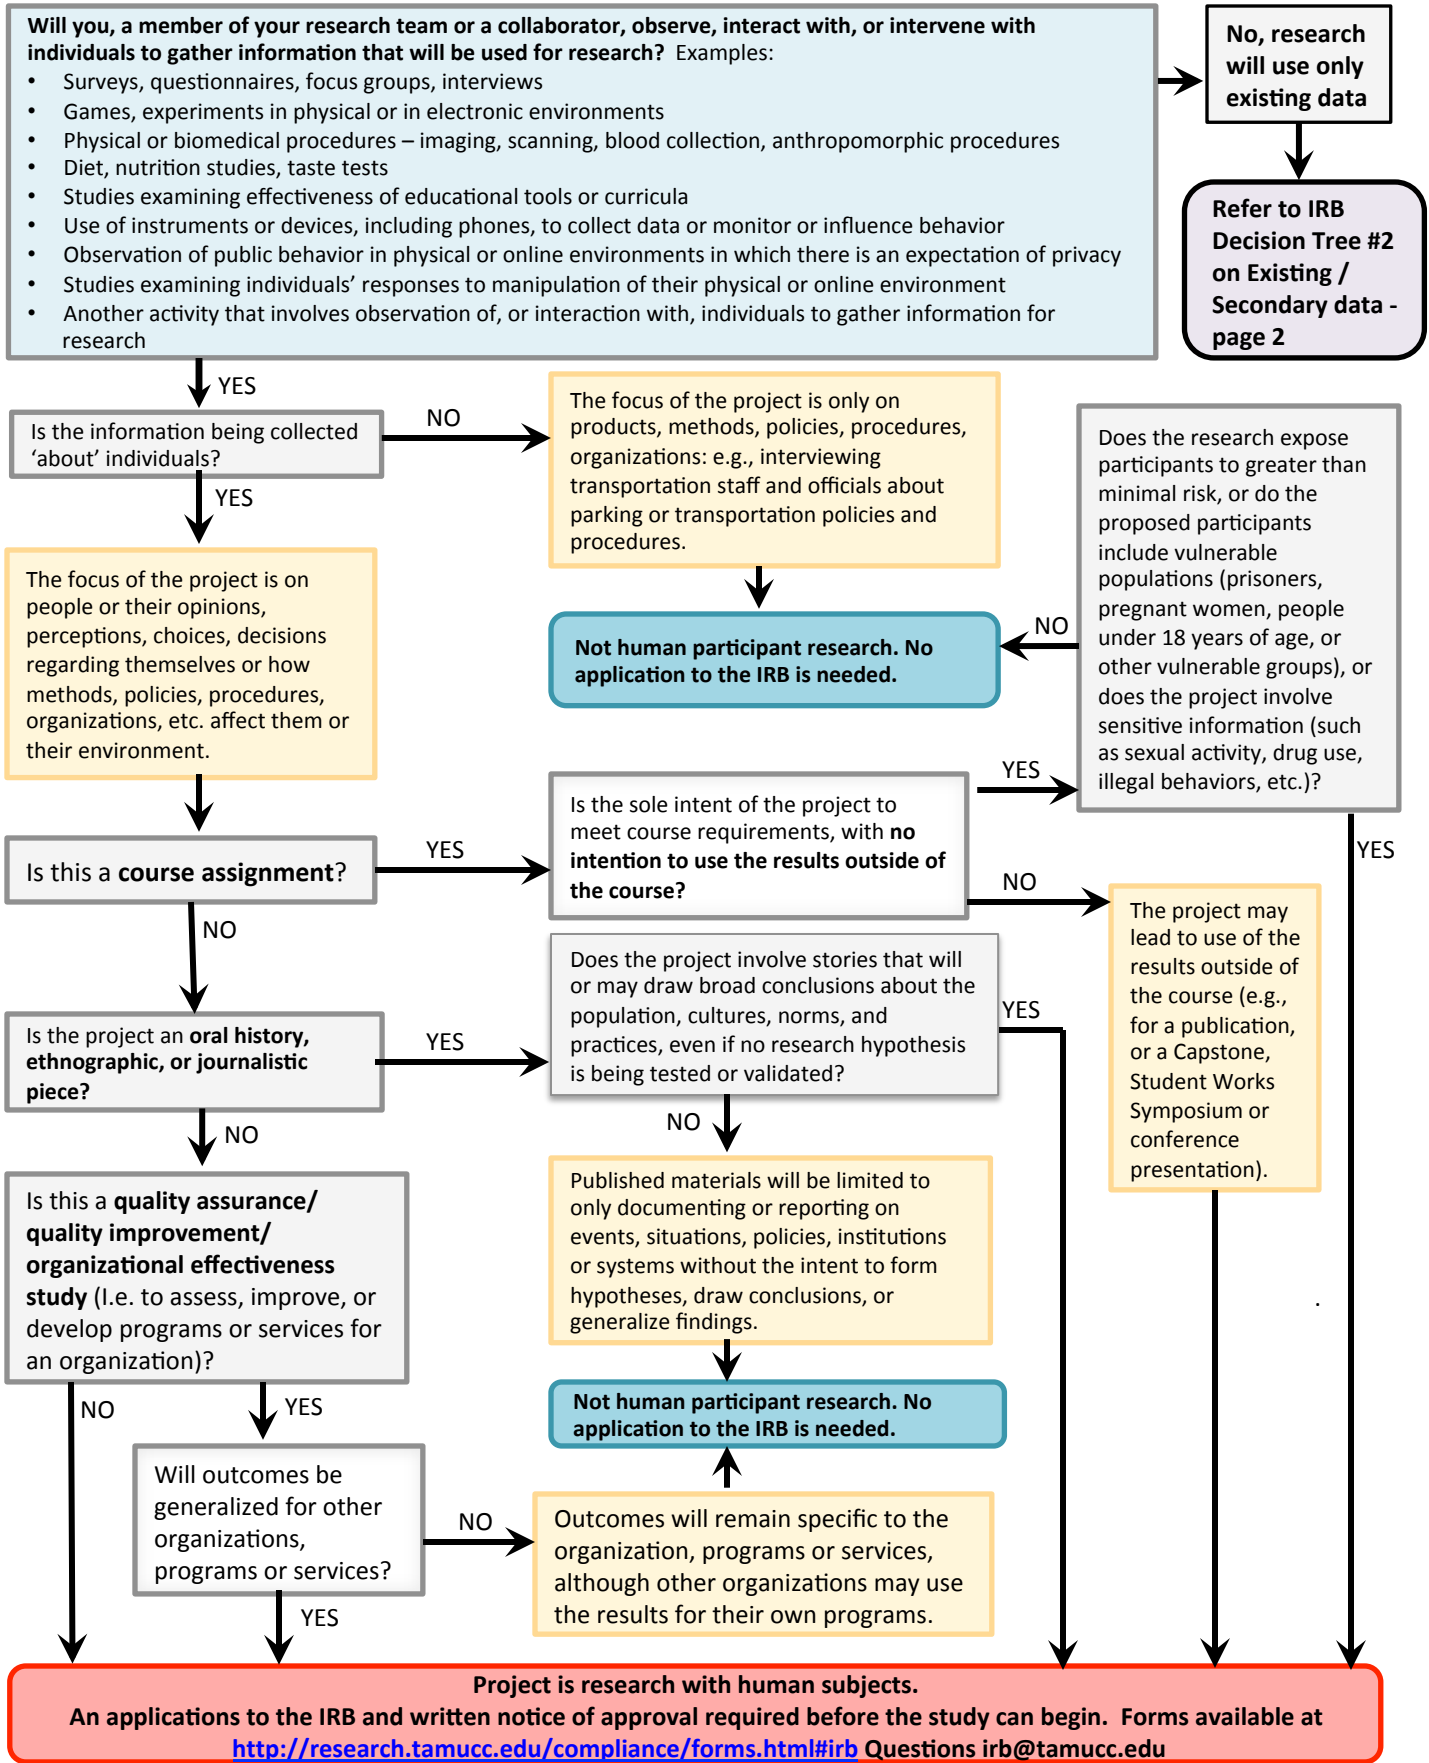 Will you, a member of your research team or a collaborator, observe, interact with, or intervene with
individuals to gather information that will be used for research? Examples:
• Surveys, questionnaires, focus groups, interviews
• Games, experiments in physical or in electronic environments
• Physical or biomedical procedures – imaging, scanning, blood collection, anthropomorphic procedures
• Diet, nutrition studies, taste tests
• Studies examining effectiveness of educational tools or curricula
• Use of instruments or devices, including phones, to collect data or monitor or influence behavior
• Observation of public behavior in physical or online environments in which there is an expectation of privacy
• Studies examining individuals’ responses to manipulation of their physical or online environment
• Another activity that involves observation of, or interaction with, individuals to gather information for
research
No, research
will use only
existing data
Refer to IRB
Decision Tree #2
on Existing /
Secondary data -
page 2
YES
Is the information being collected
‘about’ individuals?
NO
The focus of the project is only on
products, methods, policies, procedures,
organizations: e.g., interviewing
transportation staff and officials about
parking or transportation policies and
procedures.
YES
Not human participant research. No
application to the IRB is needed.
NO
Does the research expose
participants to greater than
minimal risk, or do the
proposed participants
include vulnerable
populations (prisoners,
pregnant women, people
under 18 years of age, or
other vulnerable groups), or
does the project involve
sensitive information (such
as sexual activity, drug use,
illegal behaviors, etc.)?
The focus of the project is on
people or their opinions,
perceptions, choices, decisions
regarding themselves or how
methods, policies, procedures,
organizations, etc. affect them or
their environment.
Is this a course assignment?
YES
Is the sole intent of the project to
meet course requirements, with no
intention to use the results outside of
the course?
YES
YES
NO
The project may
lead to use of the
results outside of
the course (e.g.,
for a publication,
or a Capstone,
Student Works
Symposium or
conference
presentation).
NO
Is the project an oral history,
ethnographic, or journalistic
piece?
YES
Does the project involve stories that will
or may draw broad conclusions about the
population, cultures, norms, and
practices, even if no research hypothesis
is being tested or validated?
YES
NO
NO
Published materials will be limited to
only documenting or reporting on
events, situations, policies, institutions
or systems without the intent to form
hypotheses, draw conclusions, or
generalize findings.
.
Is this a quality assurance/
quality improvement/
organizational effectiveness
study (I.e. to assess, improve, or
develop programs or services for
an organization)?
NO
YES
Not human participant research. No
application to the IRB is needed.
Will outcomes be
generalized for other
organizations,
programs or services?
NO
Outcomes will remain specific to the
organization, programs or services,
although other organizations may use
the results for their own programs.
YES
Project is research with human subjects.
An applications to the IRB and written notice of approval required before the study can begin. Forms available at
http://research.tamucc.edu/compliance/forms.html#irb Questions irb@tamucc.edu